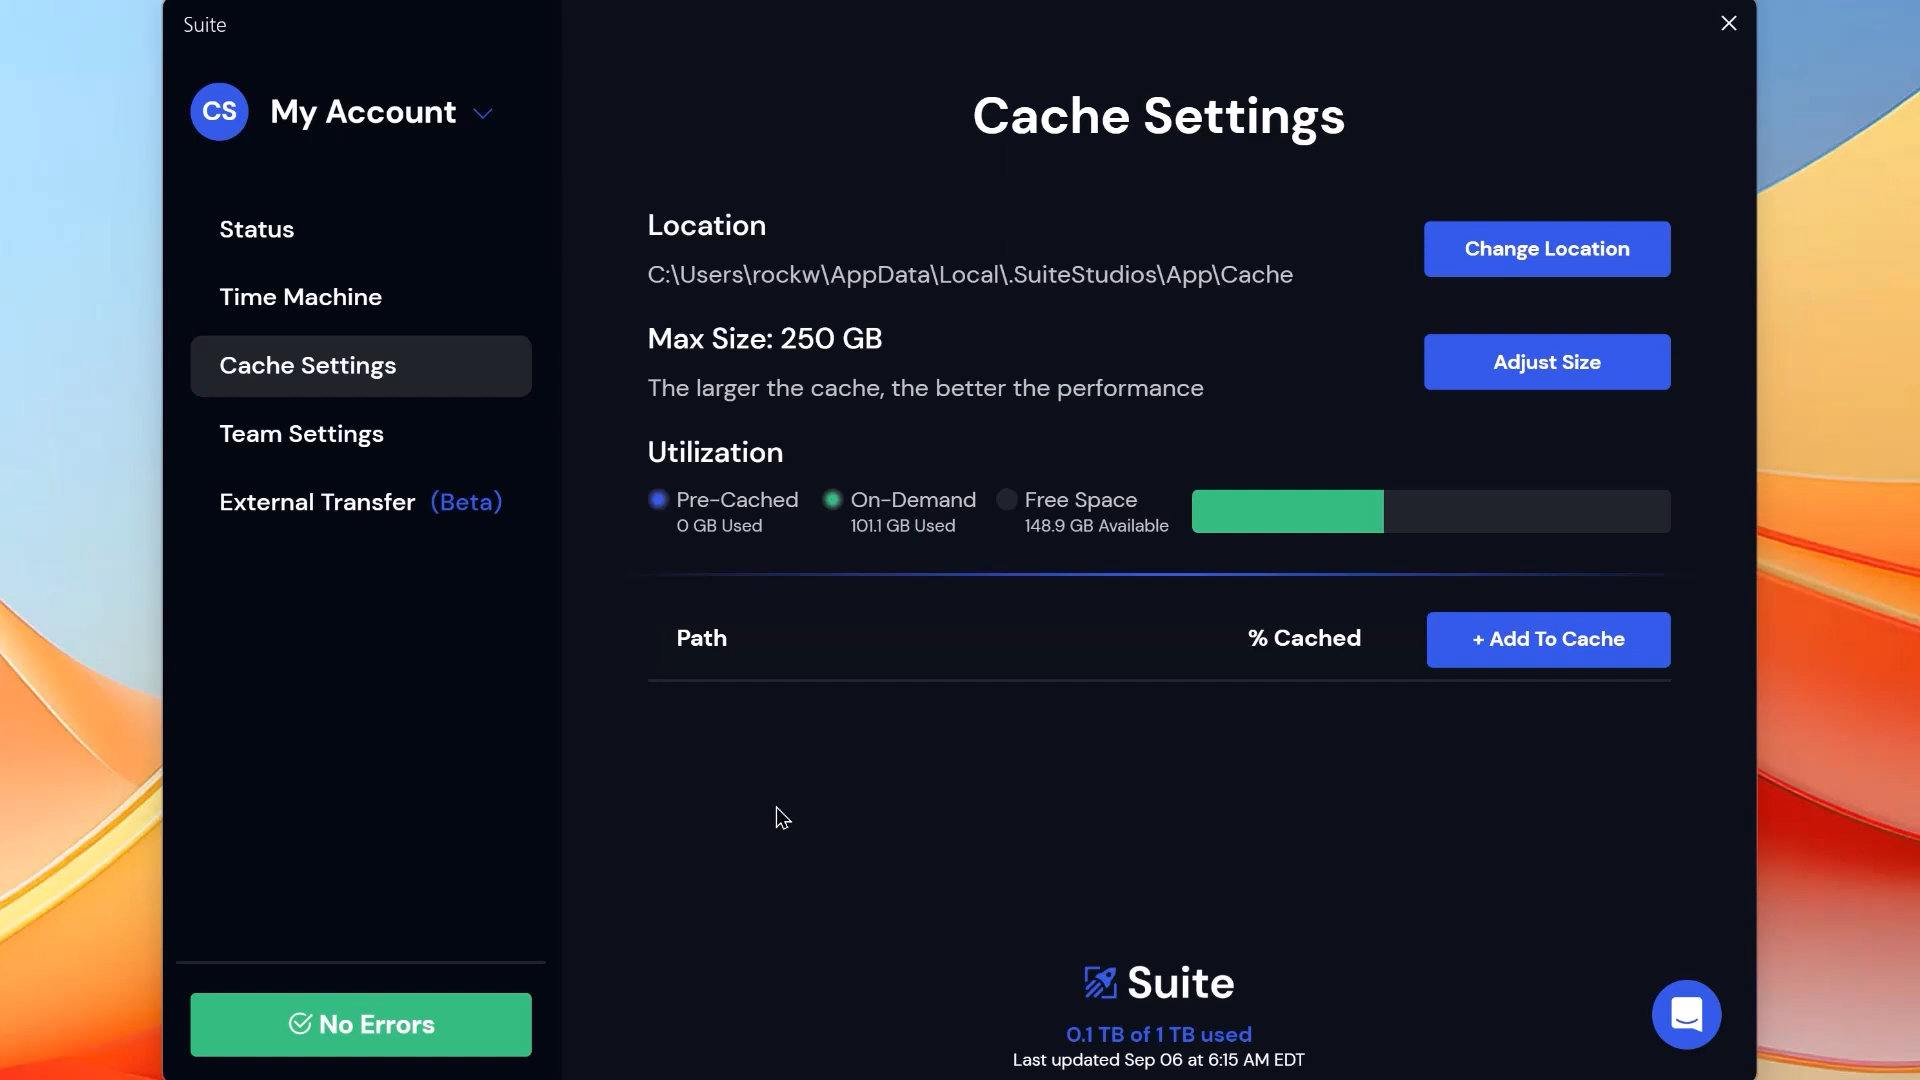 Suite
CS My Account
Status
Time Machine
Cache Settings
Team Settings
External Transfer (Beta)
No Errors
Cache Settings
Location
C:\Users\rockw\AppData\Local\.SuiteStudios\App\Cache
Change Location
Max Size: 250 GB
The larger the cache, the better the performance
Adjust Size
Utilization
Pre-Cached
0 GB Used
On-Demand
101.1 GB Used
Free Space
148.9 GB Available
Path
% Cached
+ Add To Cache
Suite
0.1 TB of 1 TB used
Last updated Sep 06 at 6:15 AM EDT